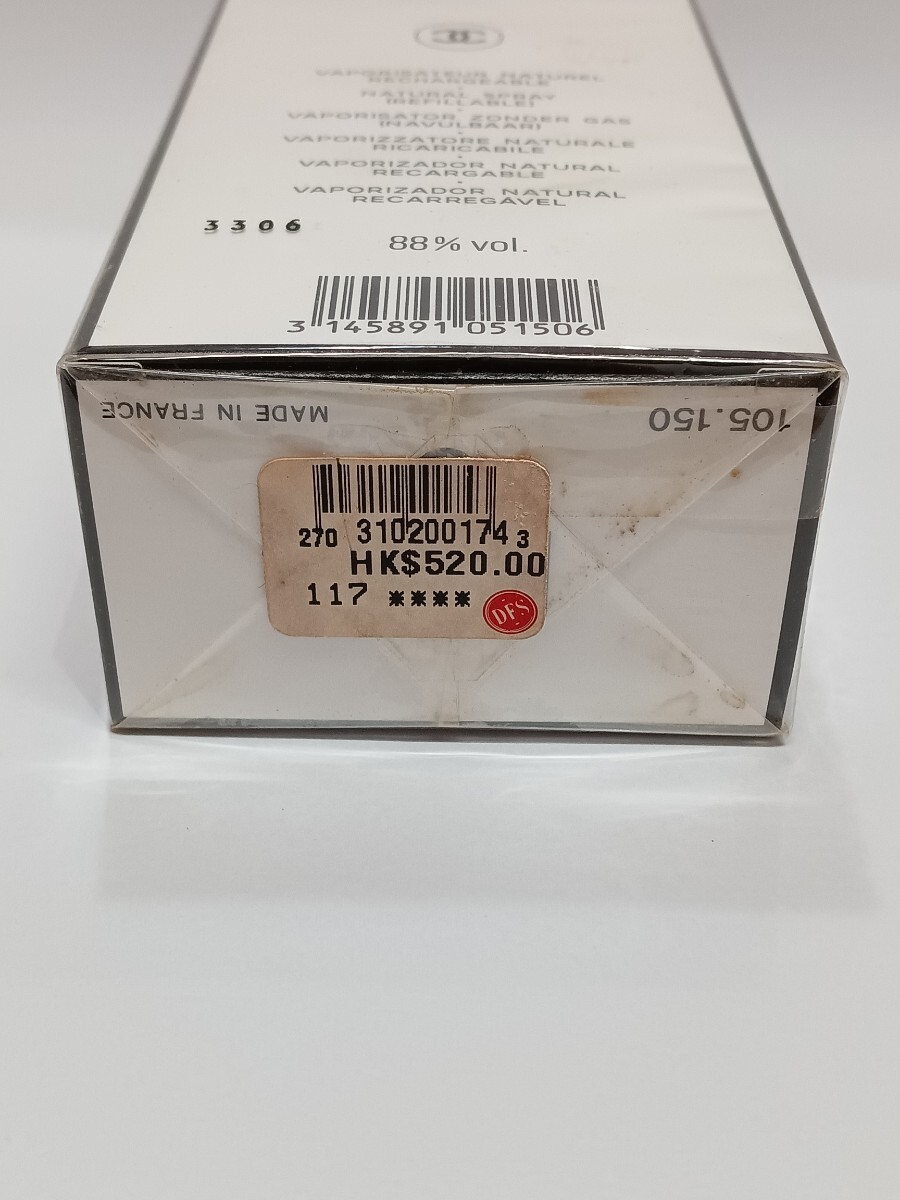 VAPORISATEUR NATUREL
RECHARGEABLE
NATURAL SPRAY
(REFILLABLE)
VAPORISATOR ZONDER GAS
(NAVULBAAR)
VAPORIZZATORE NATURALE
RICARICABILE
VAPORIZADOR NATURAL
RECARGABLE
VAPORIZADOR NATURAL
RECARREGÁVEL
3306
88% vol.
3 145891 051506
MADE IN FRANCE
105.150
270 310200174 3
HK$520.00
117 ****
DFS